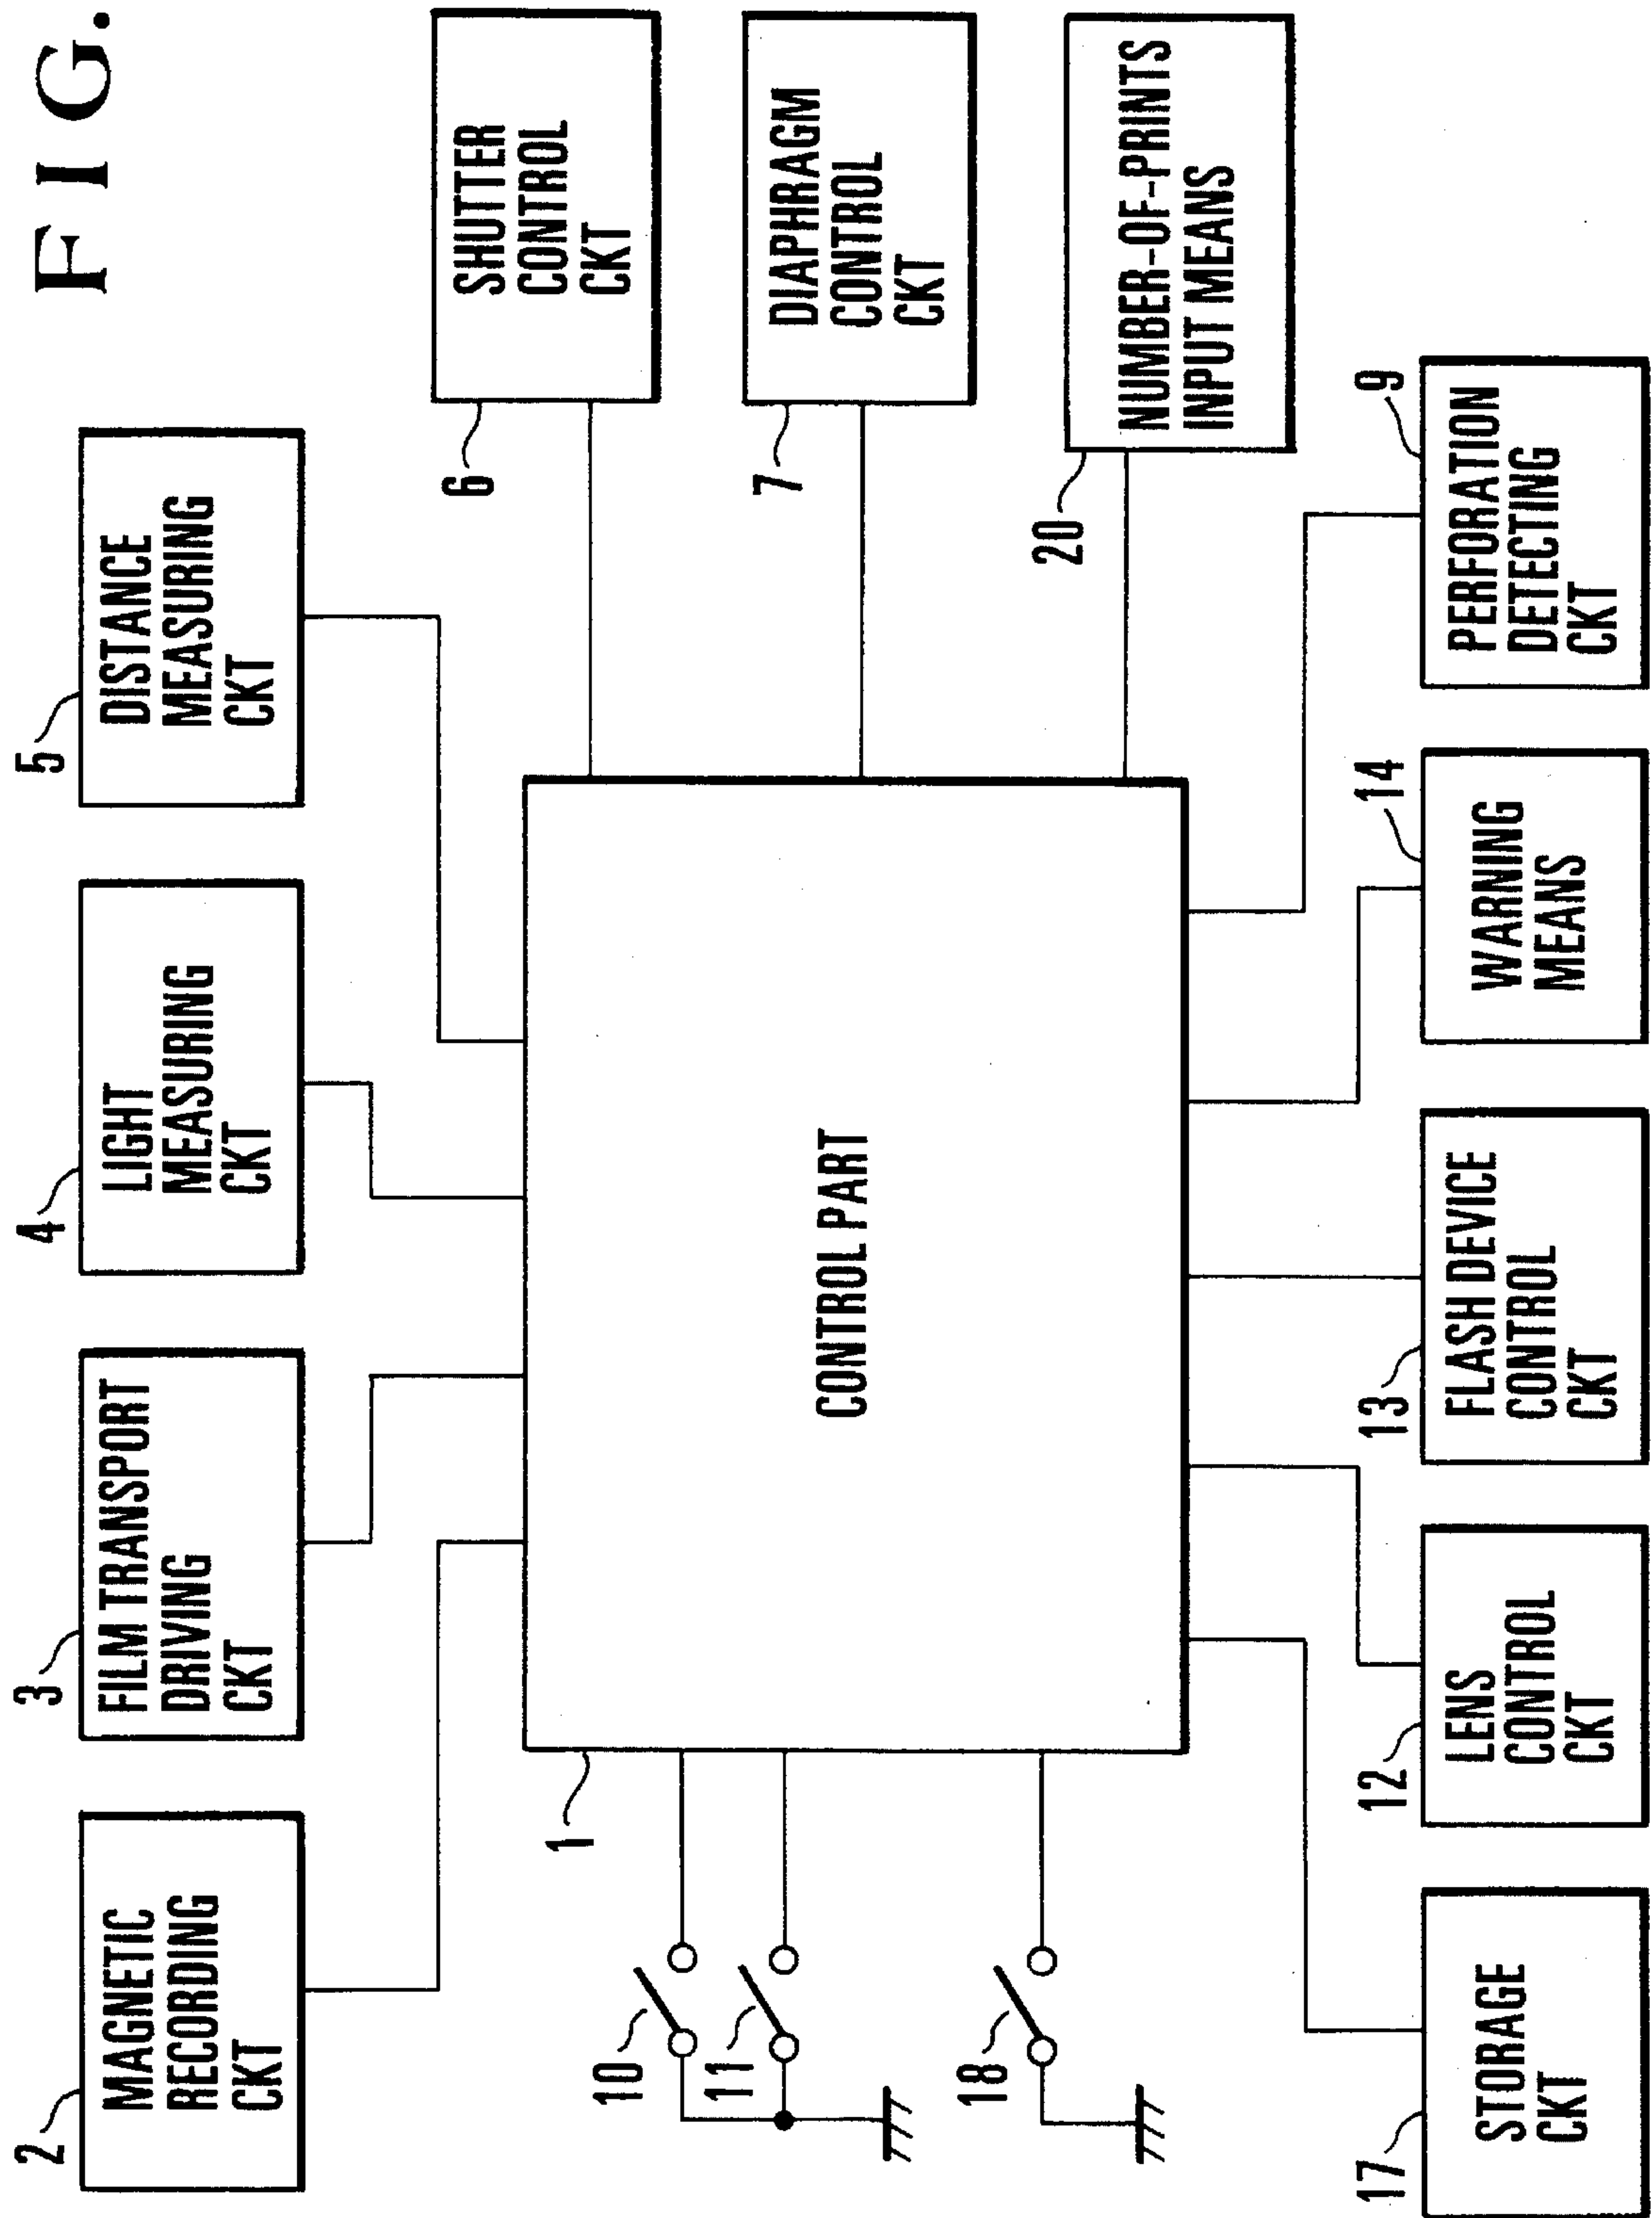 FIG.
2
MAGNETIC
RECORDING
CKT
3
FILM TRANSPORT
DRIVING
CKT
4
LIGHT
MEASURING
CKT
5
DISTANCE
MEASURING
CKT
6
SHUTTER
CONTROL
CKT
7
DIAPHRAGM
CONTROL
CKT
20
NUMBER-OF-PRINTS
INPUT MEANS
1
CONTROL PART
10
11
18
17
STORAGE
CKT
12
LENS
CONTROL
CKT
13
FLASH DEVICE
CONTROL
CKT
14
WARNING
MEANS
9
PERFORATION
DETECTING
CKT